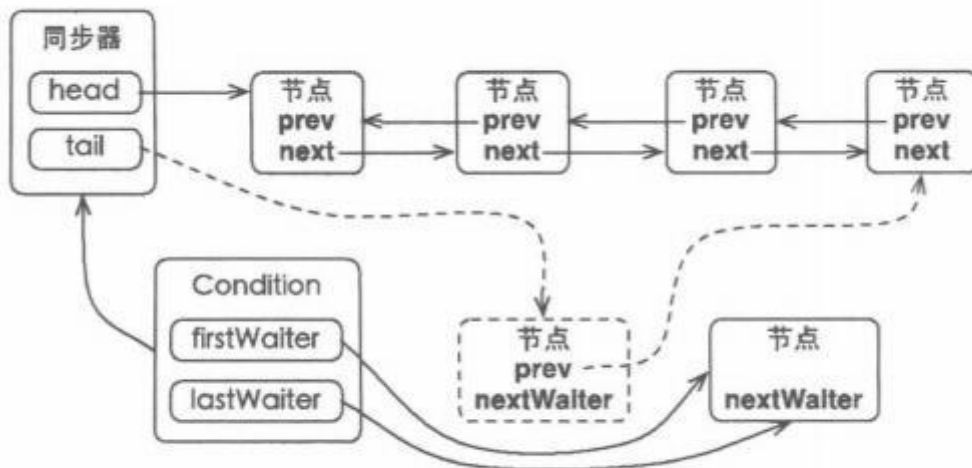 同步器
head
tail
节点
prev
next
节点
prev
next
节点
prev
next
节点
prev
next
Condition
firstWaiter
lastWaiter
节点
prev
nextWaiter
节点
nextWaiter